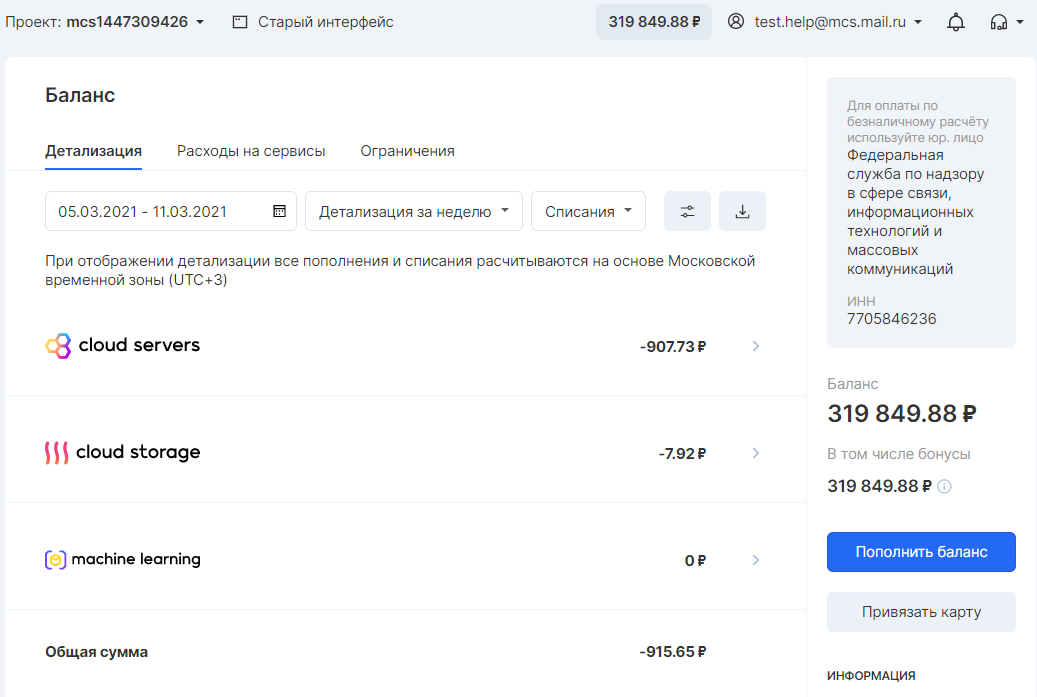 Проект: mcs1447309426
Старый интерфейс
319 849.88 ₽
test.help@mcs.mail.ru
Баланс
Детализация
Расходы на сервисы
Ограничения
05.03.2021 - 11.03.2021
Детализация за неделю
Списания
При отображении детализации все пополнения и списания расчитываются на основе Московской
временной зоны (UTC+3)
cloud servers
-907.73 ₽
cloud storage
-7.92 ₽
machine learning
0 ₽
Общая сумма
-915.65 ₽
Для оплаты по
безналичному расчёту
используйте юр. лицо
Федеральная
служба по надзору
в сфере связи,
информационных
технологий и
массовых
коммуникаций
ИНН
7705846236
Баланс
319 849.88 ₽
В том числе бонусы
319 849.88 ₽
Пополнить баланс
Привязать карту
ИНФОРМАЦИЯ